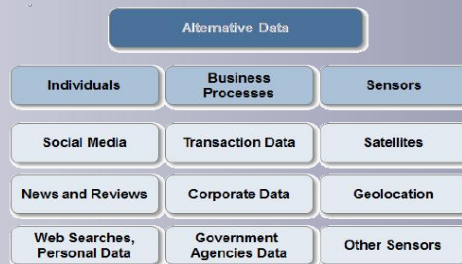 Alternative Data
Individuals
Business
Processes
Sensors
Social Media
Transaction Data
Satellites
News and Reviews
Corporate Data
Geolocation
Web Searches,
Personal Data
Government
Agencies Data
Other Sensors